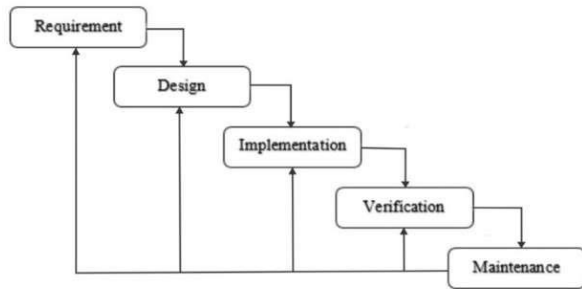 Requirement
Design
Implementation
Verification
Maintenance